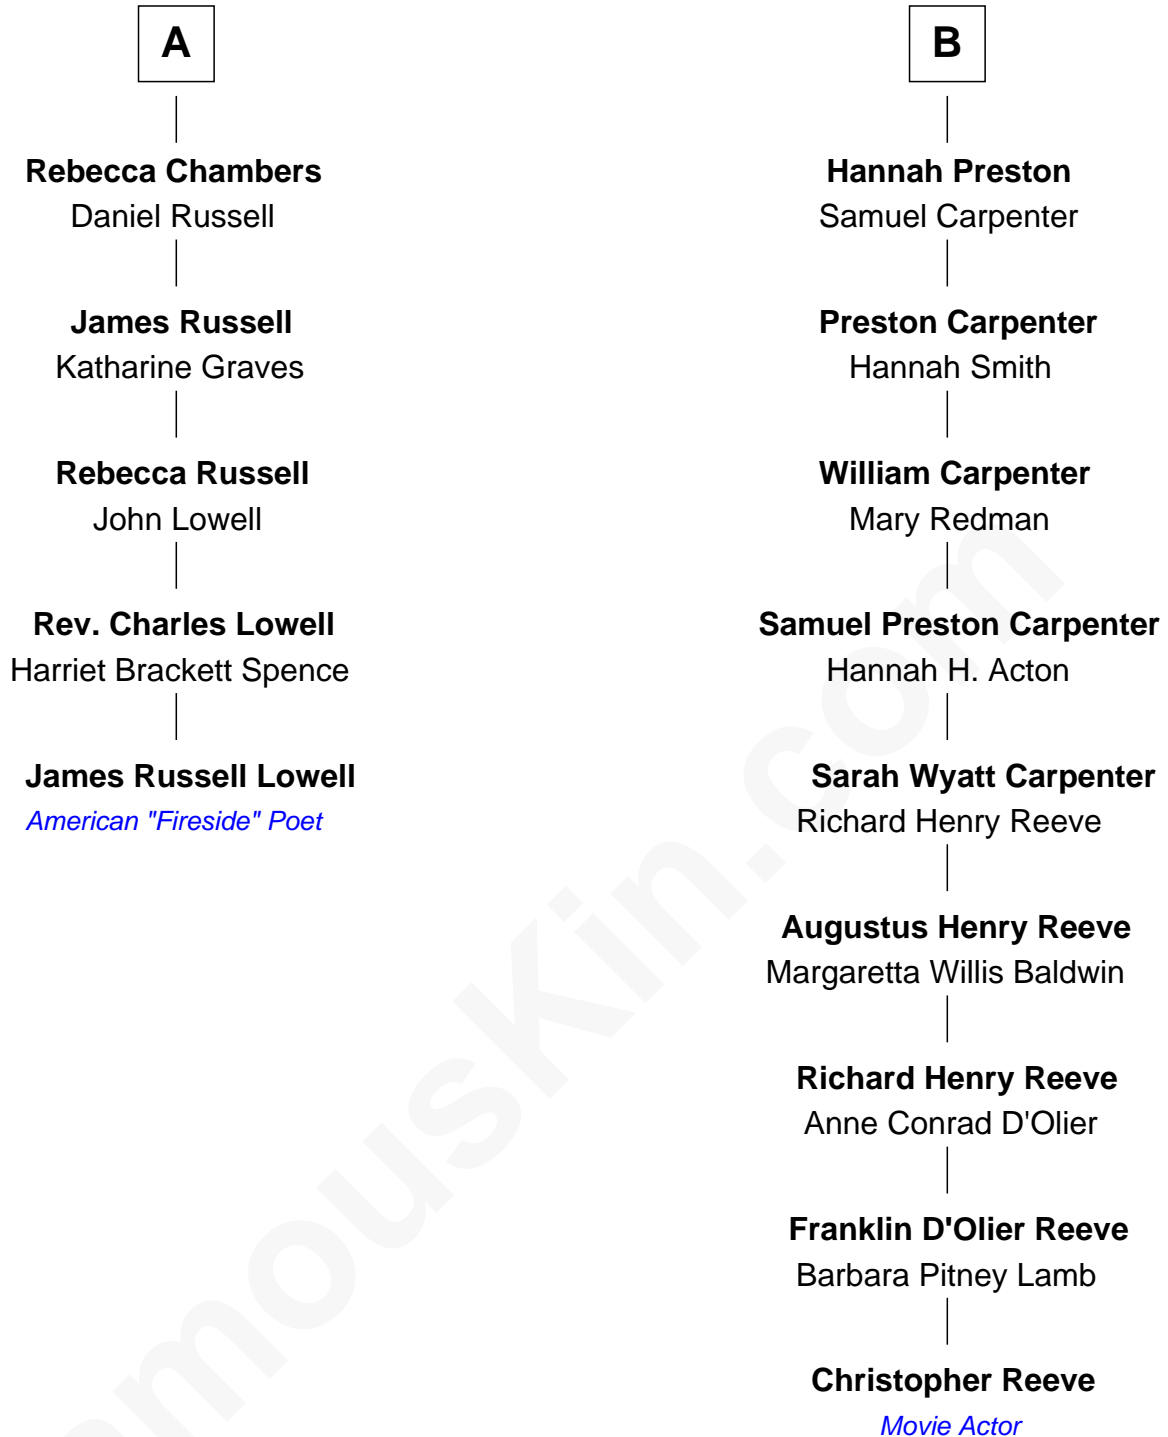 A
Rebecca Chambers
Daniel Russell
James Russell
Katharine Graves
Rebecca Russell
John Lowell
Rev. Charles Lowell
Harriet Brackett Spence
James Russell Lowell
American "Fireside" Poet
B
Hannah Preston
Samuel Carpenter
Preston Carpenter
Hannah Smith
William Carpenter
Mary Redman
Samuel Preston Carpenter
Hannah H. Acton
Sarah Wyatt Carpenter
Richard Henry Reeve
Augustus Henry Reeve
Margaretta Willis Baldwin
Richard Henry Reeve
Anne Conrad D'Olier
Franklin D'Olier Reeve
Barbara Pitney Lamb
Christopher Reeve
Movie Actor
mouskin.com